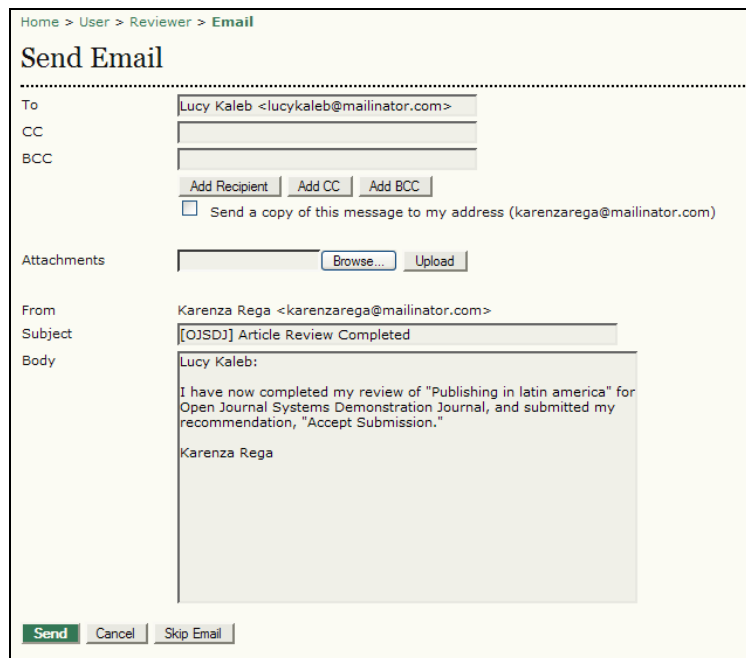 Home > User > Reviewer > Email
Send Email
To
Lucy Kaleb <lucykaleb@mailinator.com>
CC
BCC
Add Recipient Add CC Add BCC
Send a copy of this message to my address (karenzarega@mailinator.com)
Attachments
Browse... Upload
From
Karenza Rega <karenzarega@mailinator.com>
Subject
[OJSDJ] Article Review Completed
Body
Lucy Kaleb:
I have now completed my review of "Publishing in latin america" for
Open Journal Systems Demonstration Journal, and submitted my
recommendation, "Accept Submission."
Karenza Rega
Send Cancel Skip Email